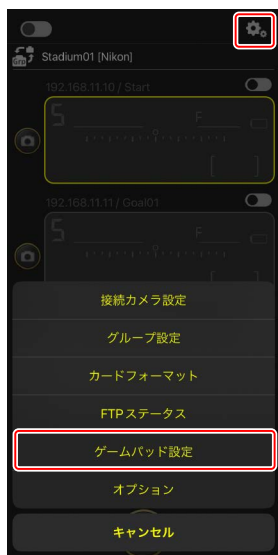 Gro
Stadium01 [Nikon]
192.168.11.10 / Start
S
F
192.168.11.11 / Goal01
S
F
接続カメラ設定
グループ設定
カードフォーマット
FTPステータス
ゲームパッド設定
オプション
キャンセル